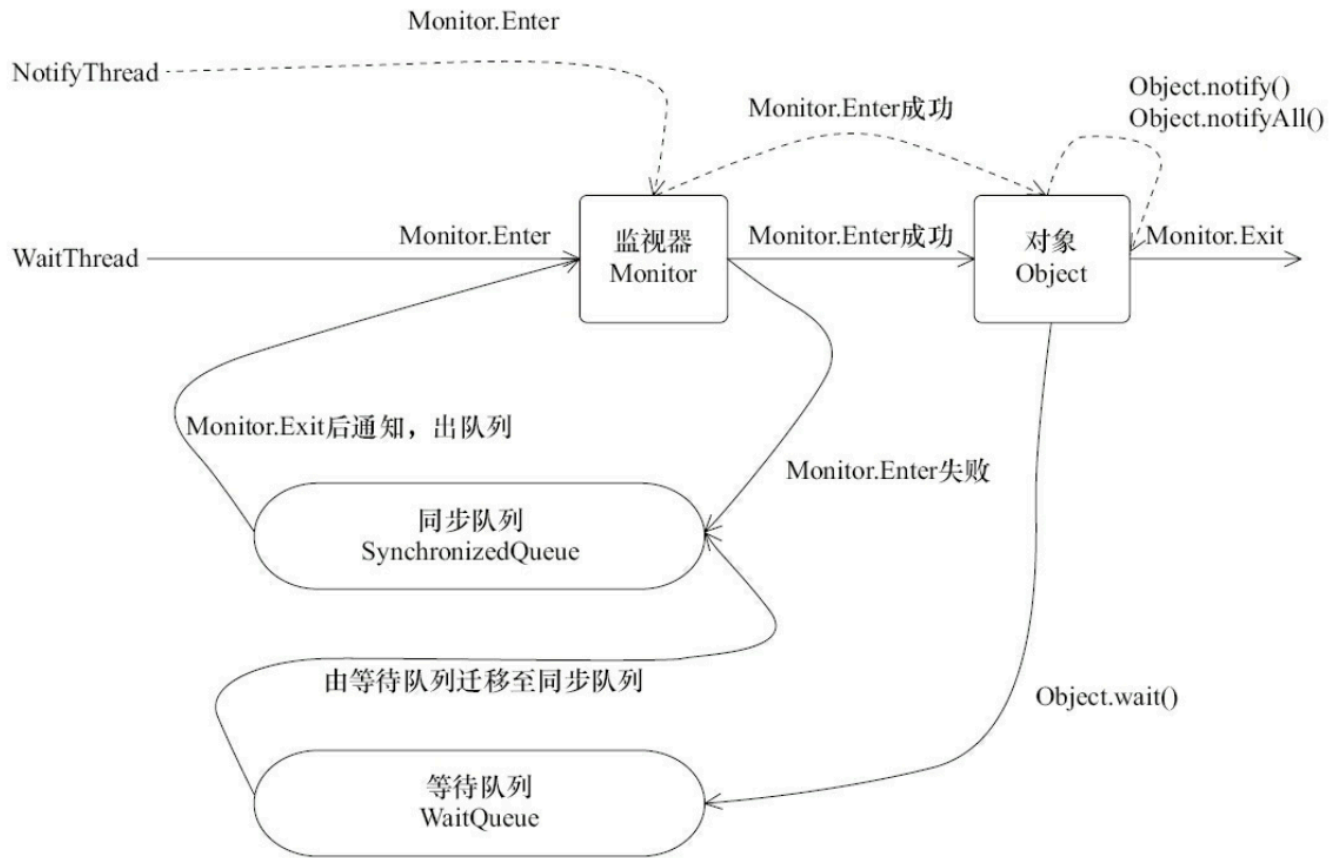 Monitor.Enter
NotifyThread
Monitor.Enter成功
Object.notify()
Object.notifyAll()
WaitThread
Monitor.Enter
监视器
Monitor
Monitor.Enter成功
对象
Object
Monitor.Exit
Monitor.Exit后通知，出队列
Monitor.Enter失败
同步队列
SynchronizedQueue
由等待队列迁移至同步队列
Object.wait()
等待队列
WaitQueue